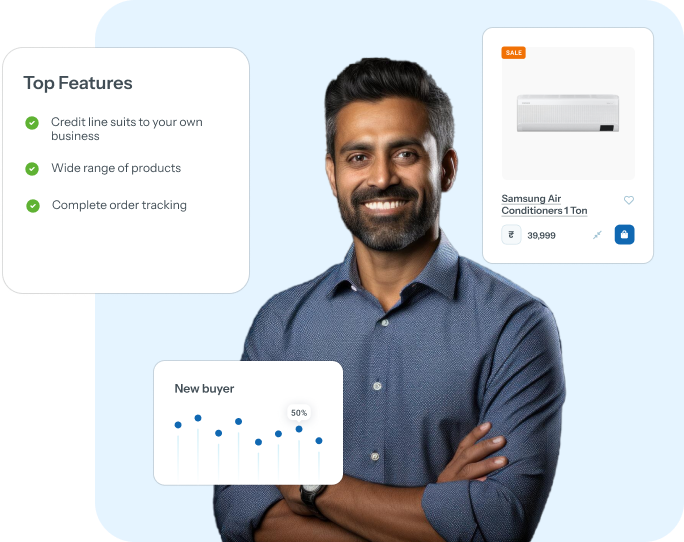 Top Features
Credit line suits to your own
business
Wide range of products
Complete order tracking
SALE
Samsung Air
Conditioners 1 Ton
₹ 39,999
New buyer
50%